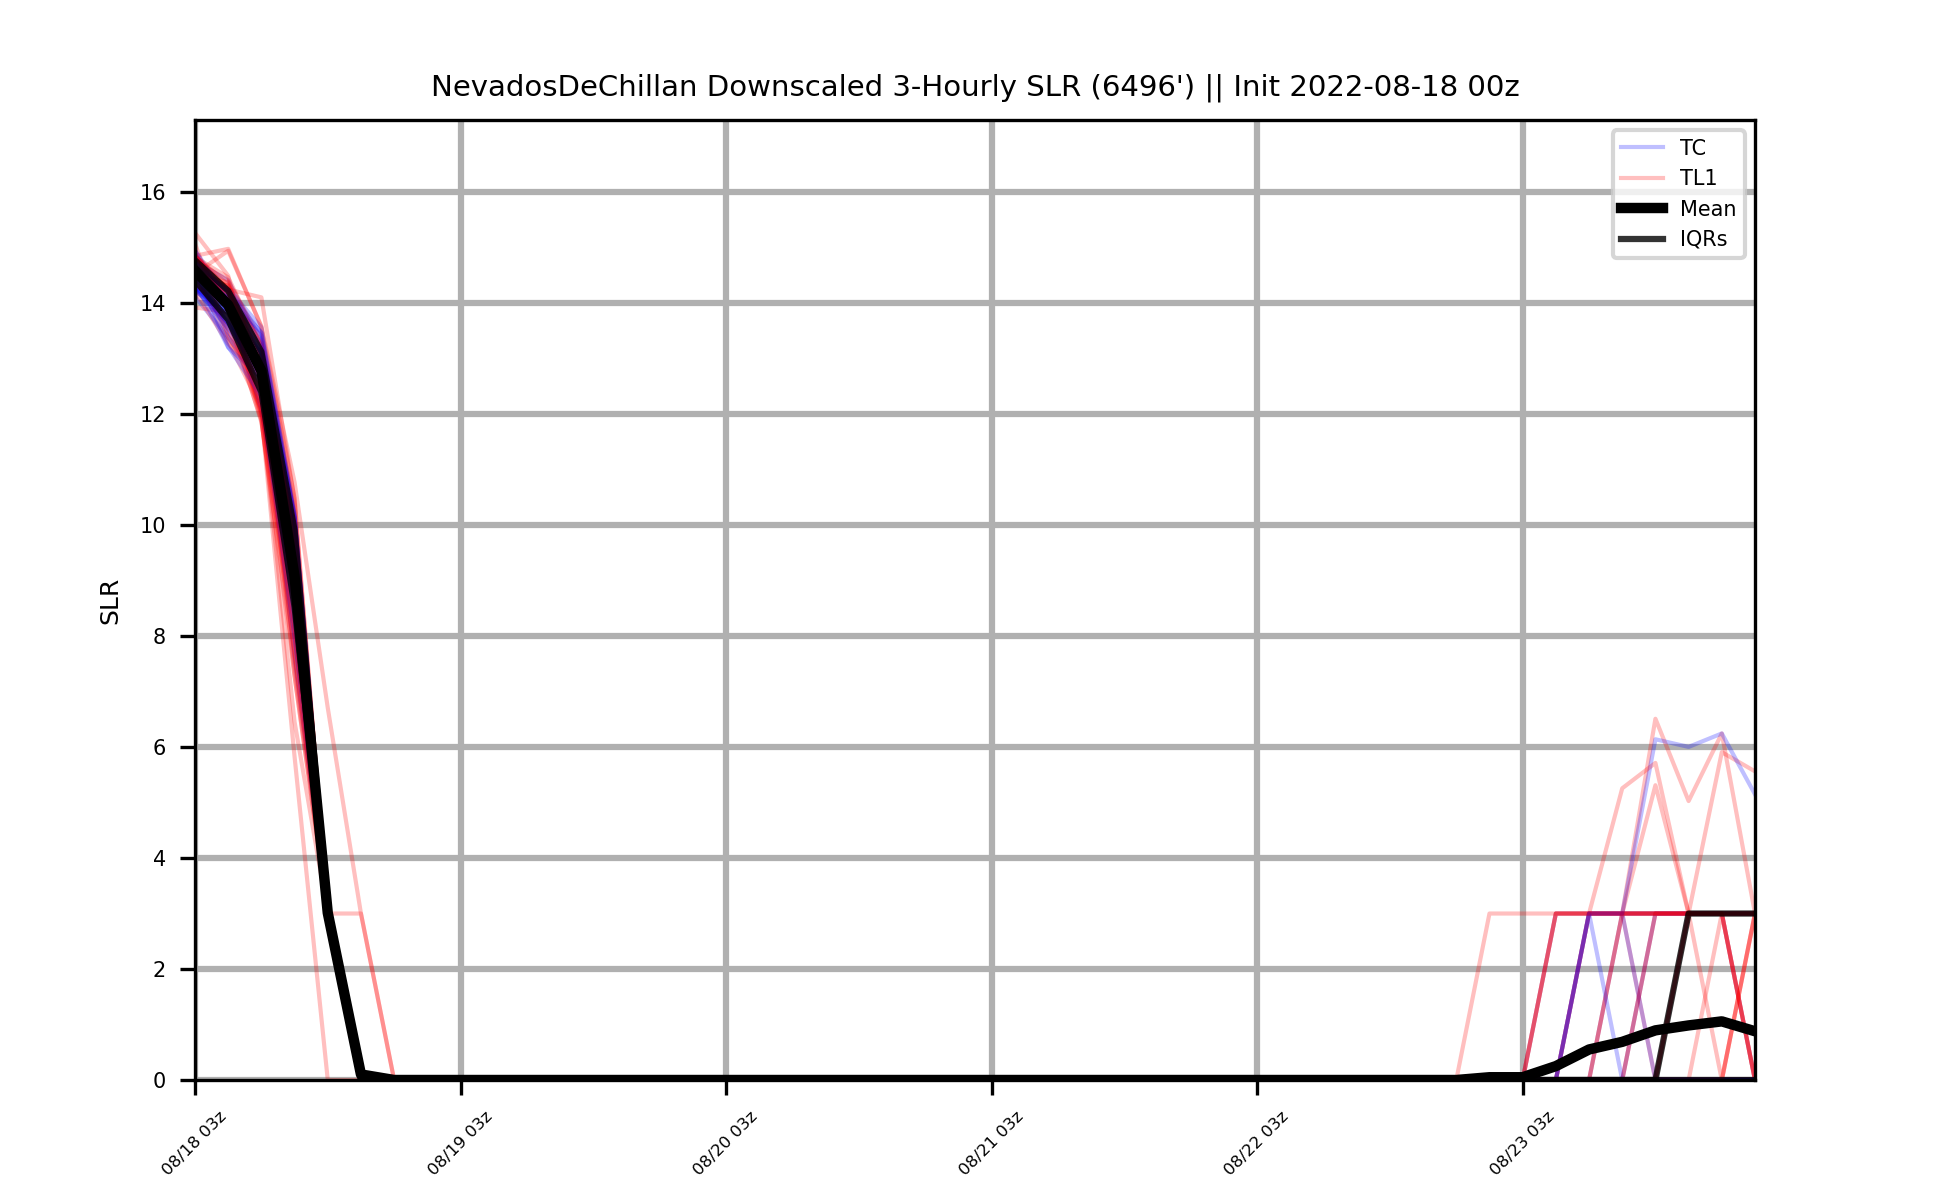 NevadosDeChillan Downscaled 3-Hourly SLR (6496') || Init 2022-08-18 00z
TC
TL1
Mean
IQRs
SLR
16
14
12
10
8
6
4
2
0
08/18 03z
08/19 03z
08/20 03z
08/21 03z
08/22 03z
08/23 03z